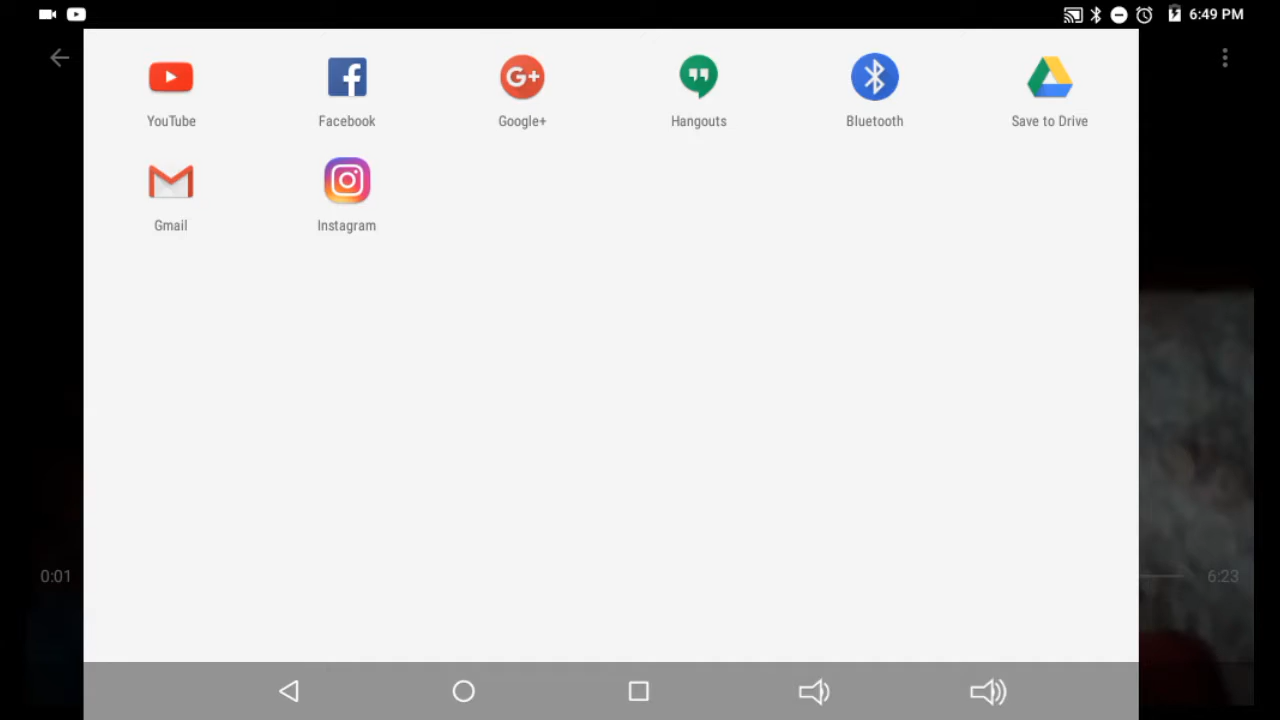 6:49 PM
YouTube Facebook Google+ Hangouts Bluetooth Save to Drive
Gmail Instagram
0:01 6:23